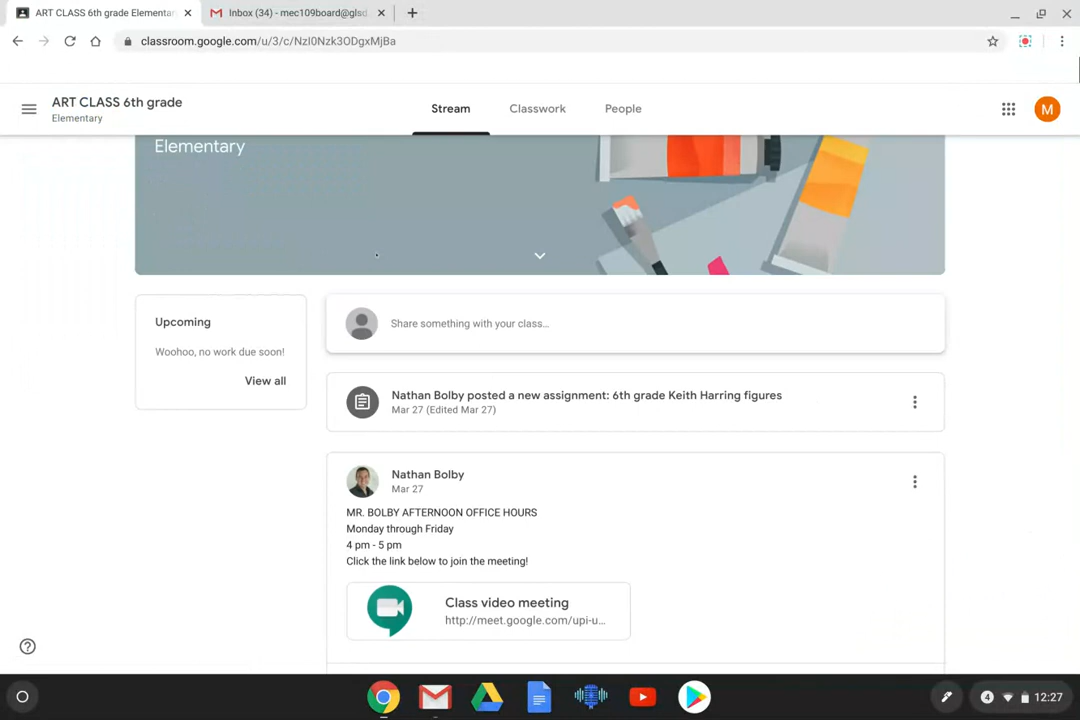 ART CLASS 6th grade Elementar
Inbox (34) - mec109board@glsd.
classroom.google.com/u/3/c/NzI0Nzk3ODgxMjBa
ART CLASS 6th grade
Elementary
Stream
Classwork
People
M
Elementary
Upcoming
Woohoo, no work due soon!
View all
Share something with your class...
Nathan Bolby posted a new assignment: 6th grade Keith Harring figures
Mar 27 (Edited Mar 27)
Nathan Bolby
Mar 27
MR. BOLBY AFTERNOON OFFICE HOURS
Monday through Friday
4 pm - 5 pm
Click the link below to join the meeting!
Class video meeting
http://meet.google.com/upi-u...
4
12:27